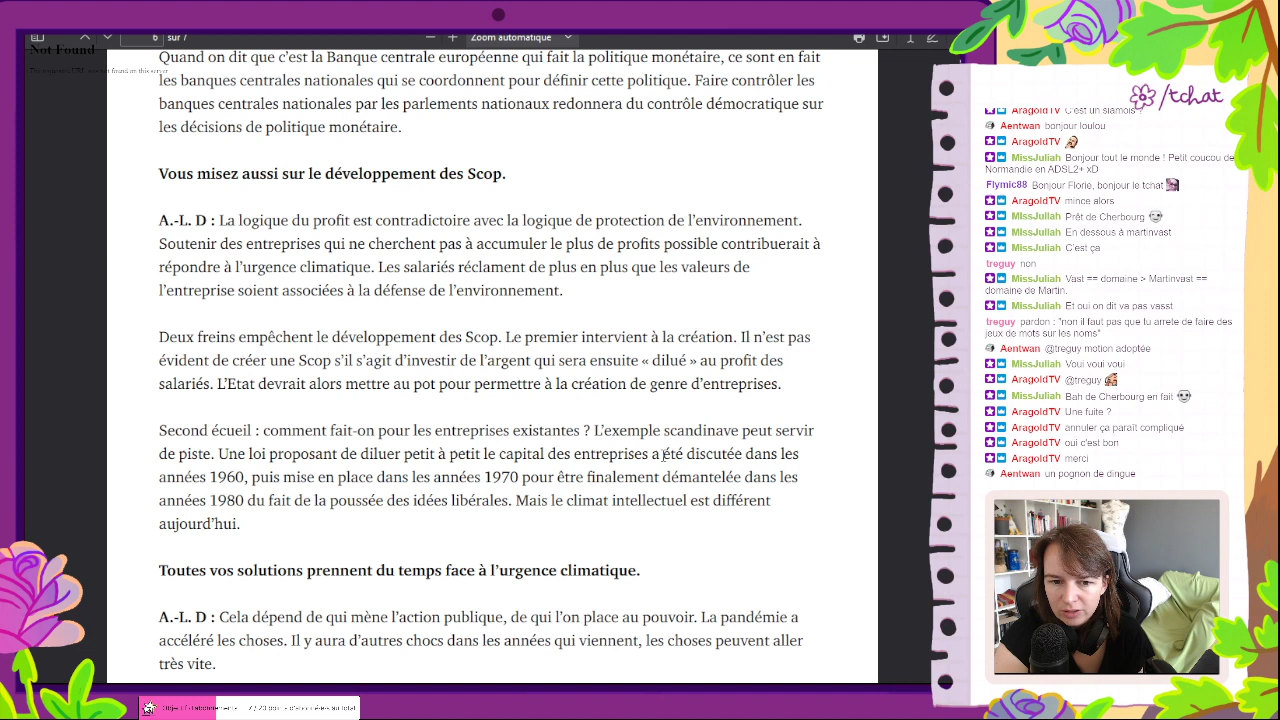 6 sur 7
Zoom automatique
Not Found
Quand on dit que c'est la Banque centrale européenne qui fait la politique monétaire, ce sont en fait
les banques centrales nationales qui se coordonnent pour définir cette politique. Faire contrôler les
banques centrales nationales par les parlements nationaux redonnera du contrôle démocratique sur
les décisions de politique monétaire.
Vous misez aussi sur le développement des Scop.
A.-L. D : La logique du profit est contradictoire avec la logique de protection de l'environnement.
Soutenir des entreprises qui ne cherchent pas à accumuler le plus de profits possible contribuerait à
répondre à l'urgence climatique. Les salariés réclament de plus en plus que les valeurs de
l'entreprise soient associées à la défense de l'environnement.
Deux freins empêchent le développement des Scop. Le premier intervient à la création. Il n'est pas
évident de créer une Scop s'il s'agit d'investir de l'argent qui sera ensuite « dilué » au profit des
salariés. L'Etat devrait alors mettre au pot pour permettre à la création de genre d'entreprises.
Second écueil : comment fait-on pour les entreprises existantes ? L'exemple scandinave peut servir
de piste. Une loi proposant de diluer petit à petit le capital des entreprises a été discutée dans les
années 1960, puis mise en place dans les années 1970 pour être finalement démantelée dans les
années 1980 du fait de la poussée des idées libérales. Mais le climat intellectuel est différent
aujourd'hui.
Toutes vos solutions prennent du temps face à l'urgence climatique.
A.-L. D : Cela dépend de qui mène l'action publique, de qui l'on place au pouvoir. La pandémie a
accéléré les choses. Il y aura d'autres chocs dans les années qui viennent, les choses peuvent aller
très vite.
/tchat
AragoldTV C'est un siamois ?
Aentwan bonjour loulou
AragoldTV
MissJuliah Bonjour tout le monde ! Petit coucou de
Normandie en ADSL2+ xD
Flymic88 Bonjour Florie, bonjour le tchat
AragoldTV mince alors
MissJuliah Prêt de Cherbourg
MissJuliah En dessous à martinvast
MissJuliah C'est ça
treguy non
MissJuliah Vast == domaine > Martinvast ==
domaine de Martin.
MissJuliah Et oui on dit va pas vasst
treguy pardon : "non il faut pas que tu arrete de faire des
jeux de mots sur les noms"
Aentwan @treguy motion adoptée
MissJuliah Voui voui voui
AragoldTV @treguy
MissJuliah Bah de Cherbourg en fait
AragoldTV Une fuite ?
AragoldTV annuler ça paraît compliqué
AragoldTV oui c'est bon
AragoldTV merci
Aentwan un pognon de dingue